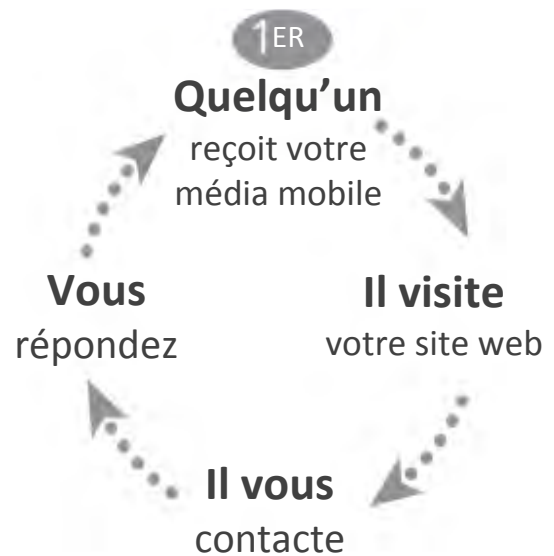 1ER
Quelqu’un
reçoit votre
média mobile
Il visite
votre site web
Il vous
contacte
Vous
répondez